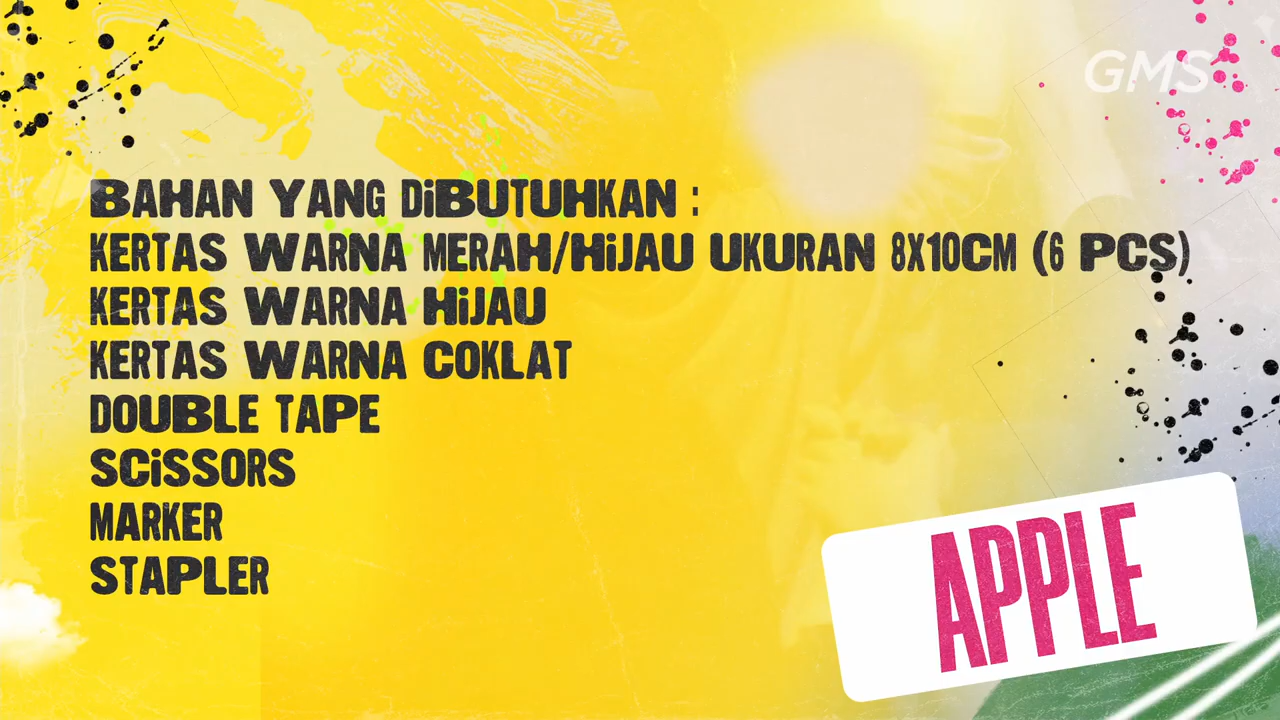 GMS
BAHAN YANG DiBUTUHKAN :
KERTAS WARNA MERAH/HiJAU UKURAN 8X10CM (6 PCS)
KERTAS WARNA HiJAU
KERTAS WARNA COKLAT
DOUBLE TAPE
SCiSSORS
MARKER
STAPLER
APPLE